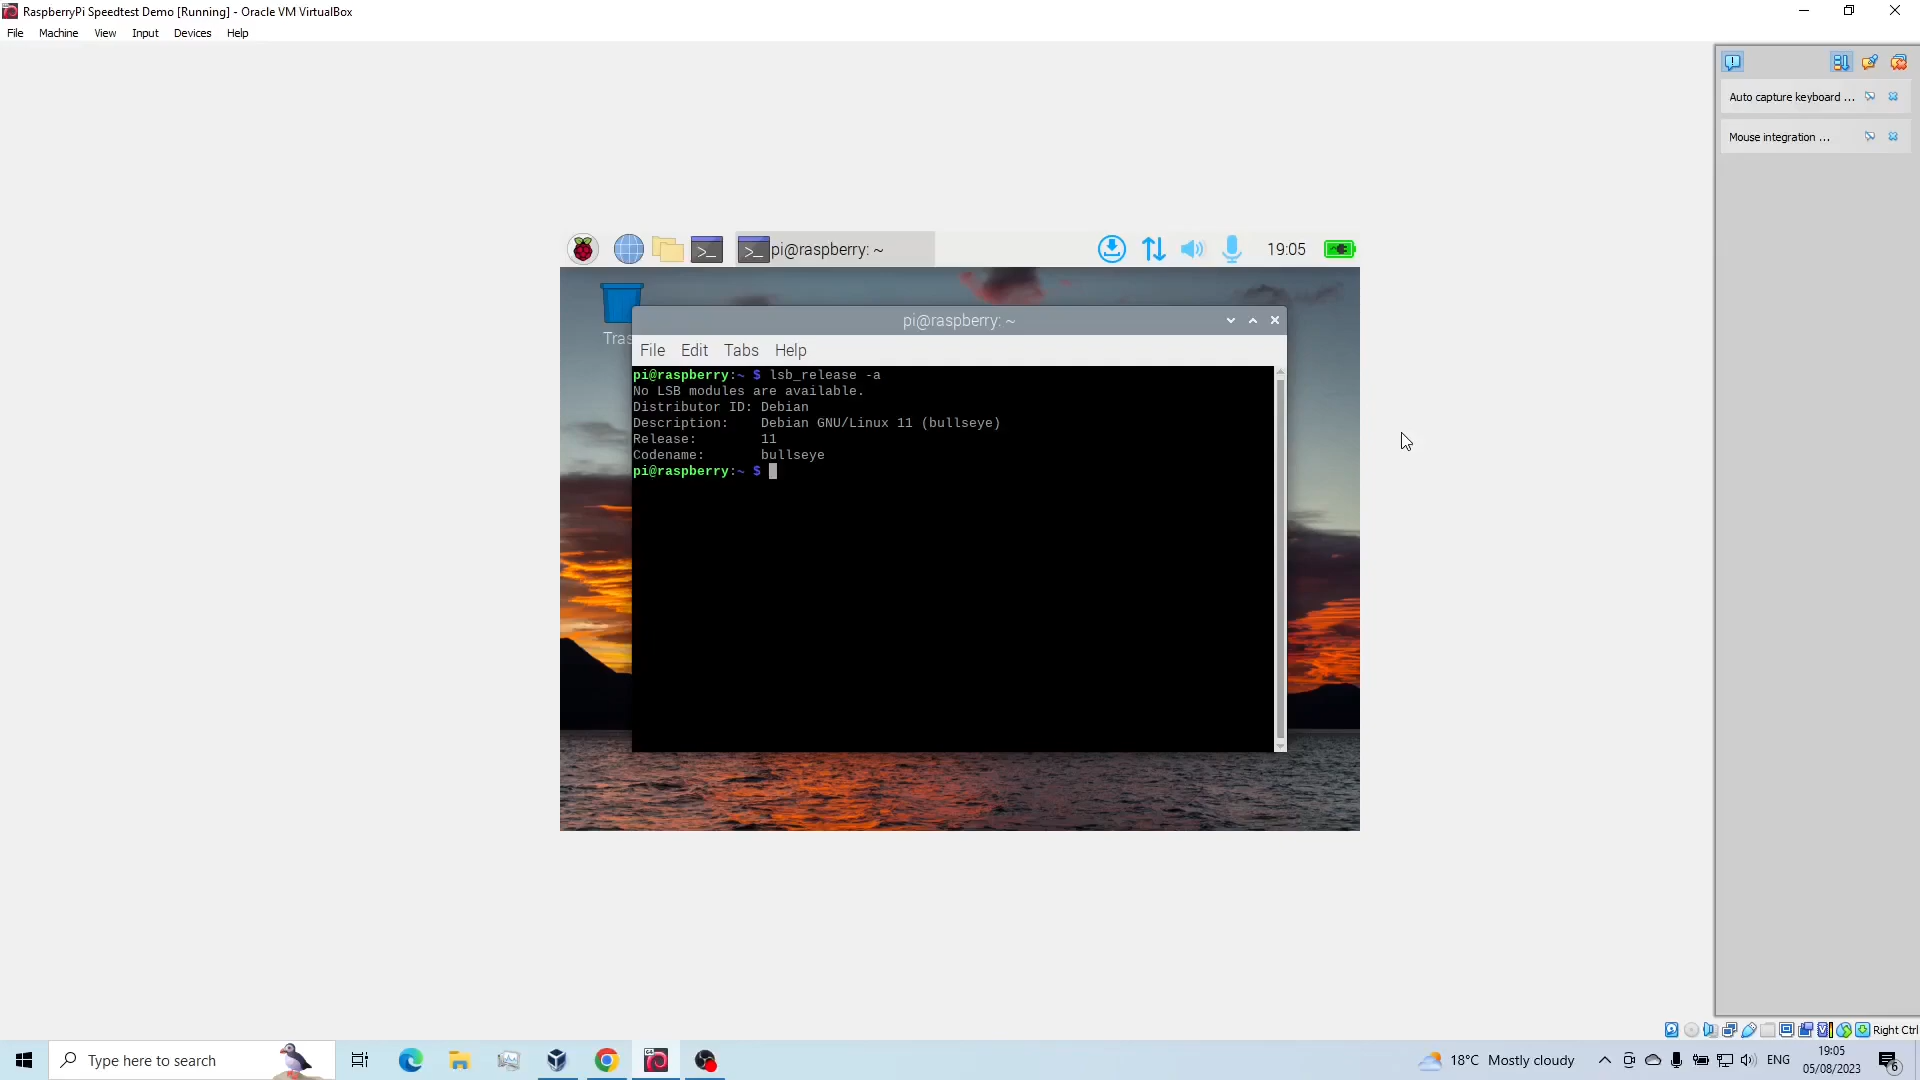 RaspberryPi Speedtest Demo [Running] - Oracle VM VirtualBox
File Machine View Input Devices Help
Auto capture keyboard ...
Mouse integration ...
pi@raspberry: ~
19:05
Tras
pi@raspberry: ~
File Edit Tabs Help
pi@raspberry:~ $ lsb_release -a
No LSB modules are available.
Distributor ID: Debian
Description: Debian GNU/Linux 11 (bullseye)
Release: 11
Codename: bullseye
pi@raspberry:~ $
Right Ctrl
Type here to search
18°C Mostly cloudy
ENG
19:05
05/08/2023
6